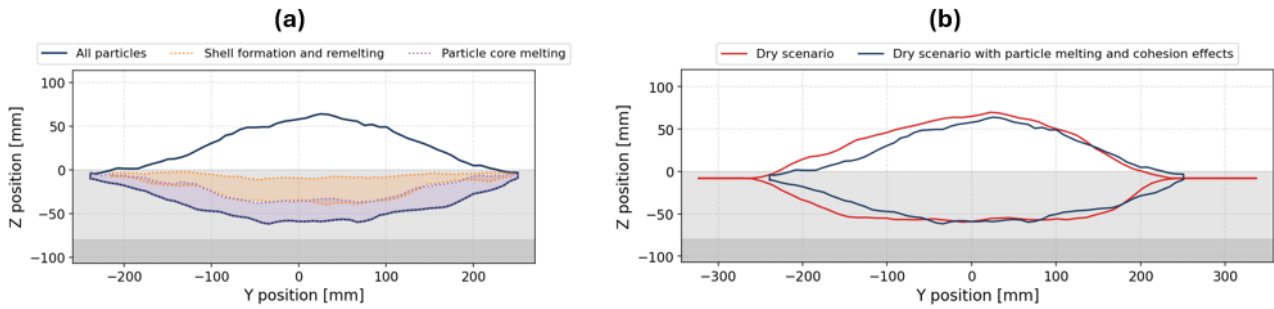 (a)
All particles
Shell formation and remelting
Particle core melting
100
50
0
−50
−100
Z position [mm]
−200
−100
0
100
200
Y position [mm]
(b)
Dry scenario
Dry scenario with particle melting and cohesion effects
100
50
0
−50
−100
Z position [mm]
−300
−200
−100
0
100
200
300
Y position [mm]